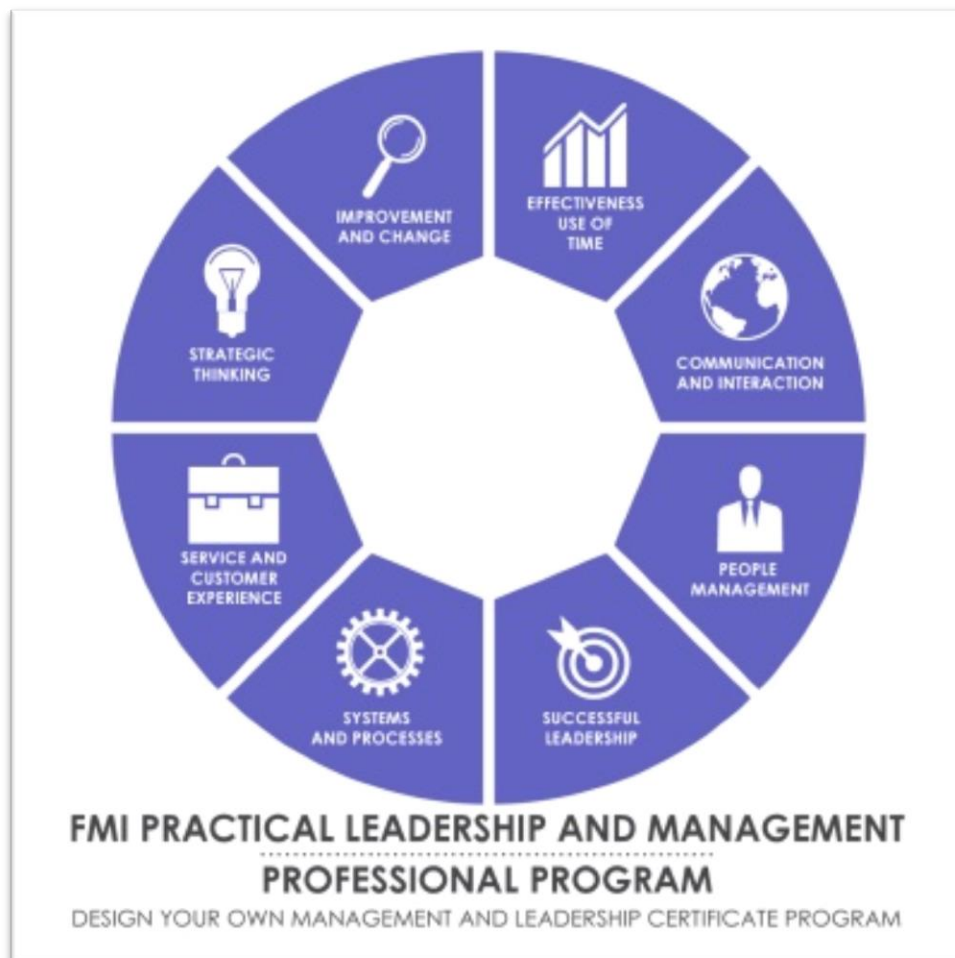 EFFECTIVENESS
USE OF
TIME
COMMUNICATION
AND INTERACTION
PEOPLE
MANAGEMENT
SUCCESSFUL
LEADERSHIP
SYSTEMS
AND PROCESSES
SERVICE AND
CUSTOMER
EXPERIENCE
STRATEGIC
THINKING
IMPROVEMENT
AND CHANGE
FMI PRACTICAL LEADERSHIP AND MANAGEMENT
PROFESSIONAL PROGRAM
DESIGN YOUR OWN MANAGEMENT AND LEADERSHIP CERTIFICATE PROGRAM